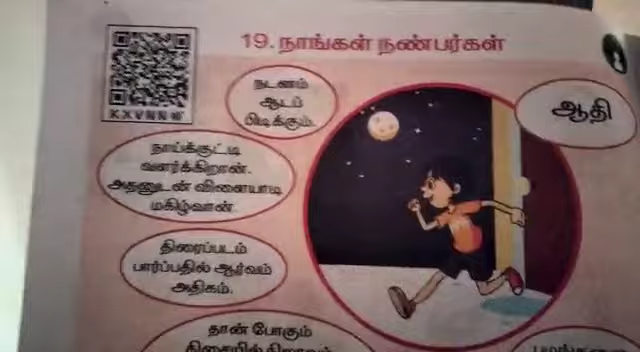 19. நாங்கள் நண்பர்கள்
KXVNNW
நடனம்
ஆடப்
பிடிக்கும்.
ஆதி
நாய்க்குட்டி
வளர்க்கிறான்.
அதனுடன் விளையாடி
மகிழ்வான்
திரைப்படம்
பார்ப்பதில் ஆர்வம்
அதிகம்.
தான் போகும்
திசையில் நிலாவும்